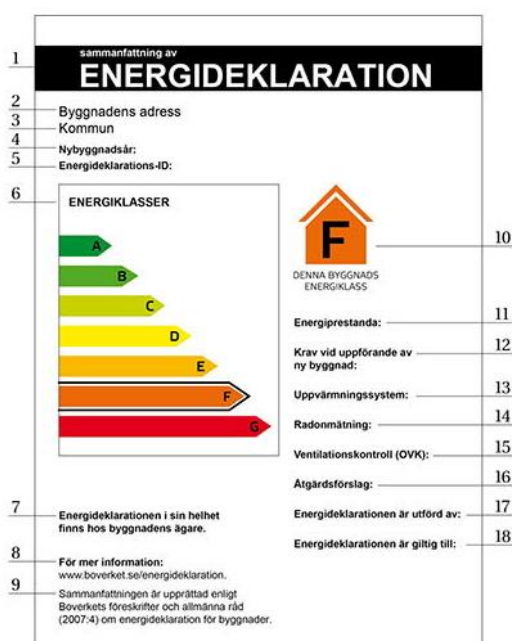 1
sammanfattning av
ENERGIDEKLARATION
2
Byggnadens adress
3
Kommun
4
Nybyggnadsår:
5
Energideklarations-ID:
6
ENERGIKLASSER
A
B
C
D
E
F
G
F
10
DENNA BYGGNADS
ENERGIKLASS
Energiprestanda:
11
Krav vid uppförande av
ny byggnad:
12
Uppvärmningssystem:
13
Radonmätning:
14
Ventilationskontroll (OVK):
15
Åtgärdsförslag:
16
Energideklarationen är utförd av:
17
Energideklarationen är giltig till:
18
7
Energideklarationen i sin helhet
finns hos byggnadens ägare.
8
För mer information:
www.boverket.se/energideklaration.
9
Sammanfattningen är upprättad enligt
Boverkets föreskrifter och allmänna råd
(2007:4) om energideklaration för byggnader.